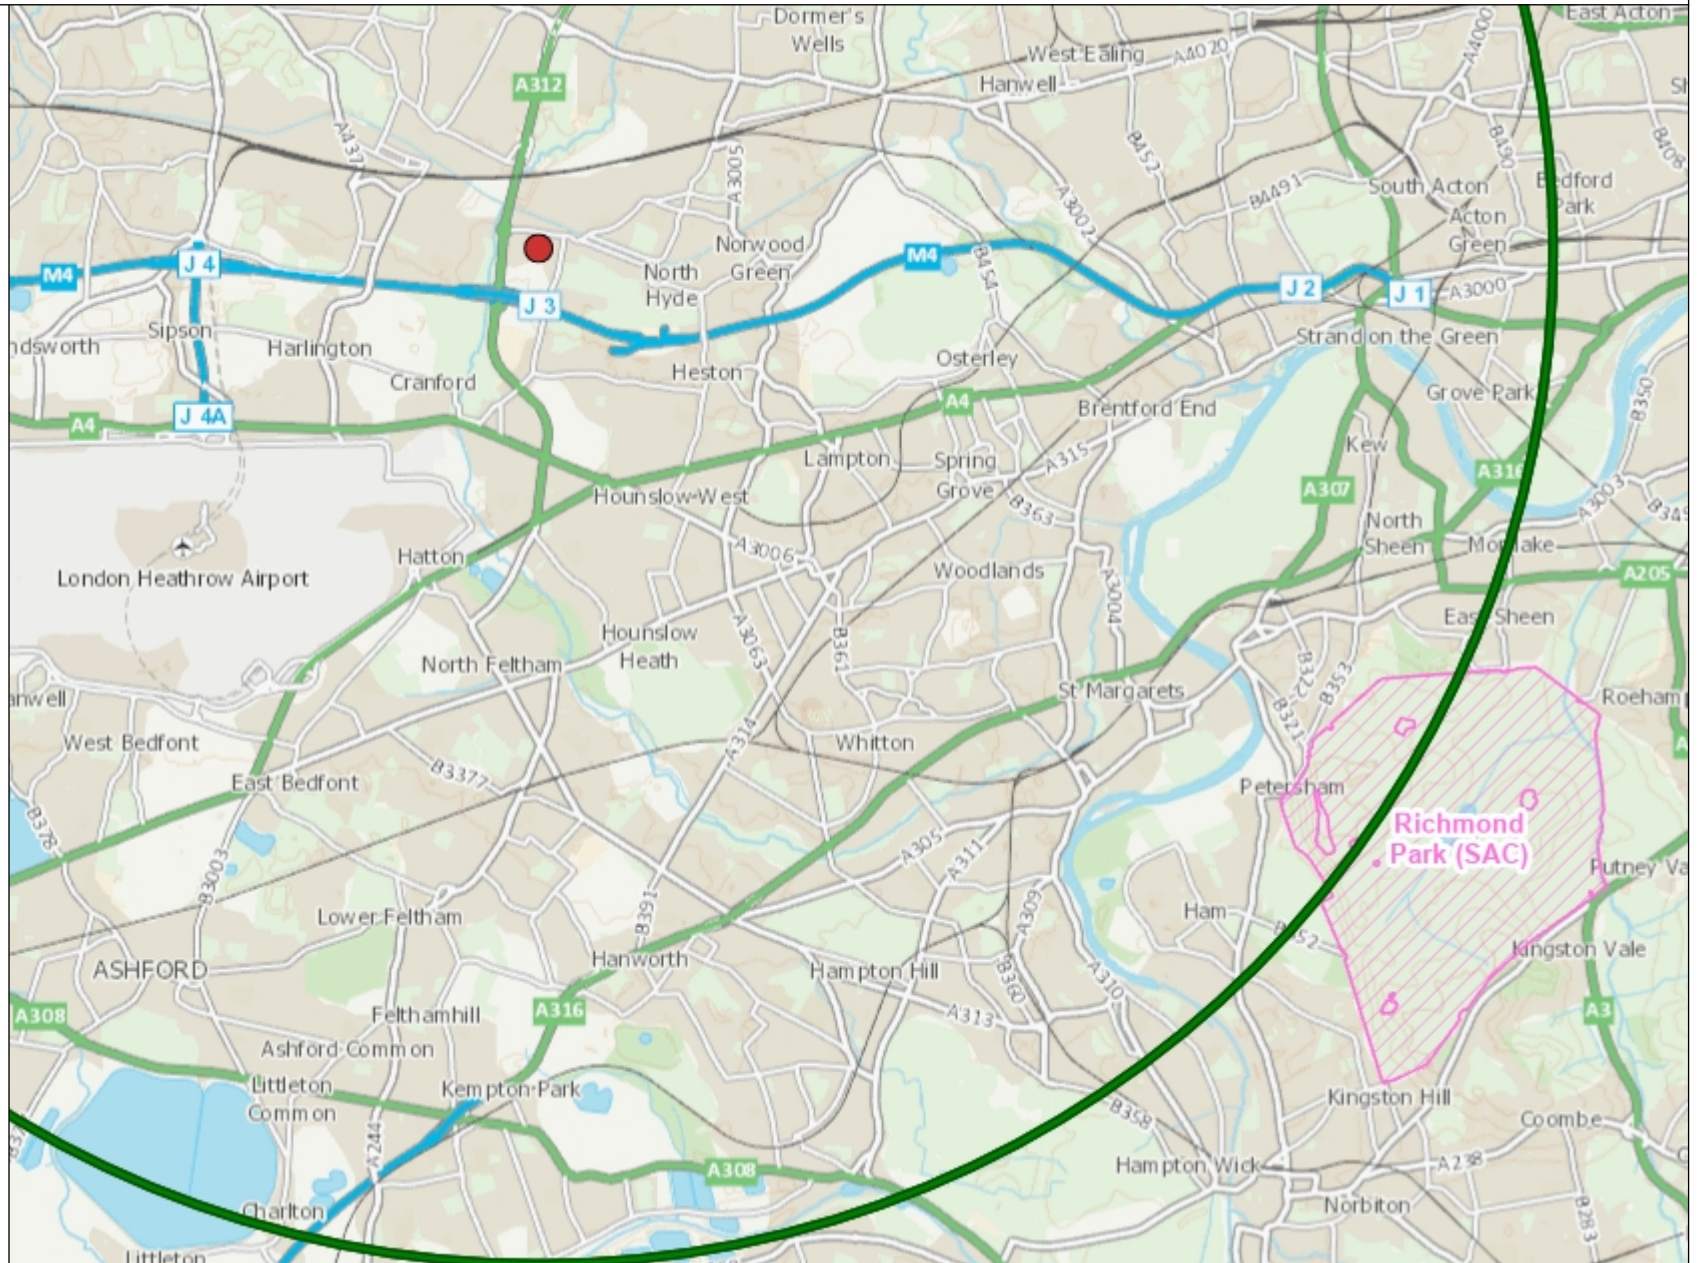 Dormer's
Wells
East Acton
A4000
West Ealing
A4020
Hanwell
A312
A437
A3005
B452
B490
B4491
A3002
South Acton
Bedford
Park
Acton
Green
Norwood
Green
North
Hyde
M4
J 4
M4
B454
J 3
J 2
J 1
A3000
Sipson
Harlington
Strand on the Green
ndsworth
Osterley
Cranford
Heston
Grove Park
B350
A4
J 4A
A4
Brentford End
Kew
Lampton
Spring
Grove
A315
A316
A307
Hounslow West
B363
A3003
North
Sheen
Mortlake
Hatton
A3006
London Heathrow Airport
Woodlands
A205
A3004
East Sheen
Hounslow
Heath
A3063
B361
North Feltham
B322
B353
anwell
St Margarets
B321
Roeham
West Bedfont
A314
Whitton
East Bedfont
B3377
Petersham
B378
Richmond
Park (SAC)
A305
A311
Putney Va
B3003
Lower Feltham
B391
A309
Ham
B352
Hanworth
Kingston Vale
ASHFORD
Hampton Hill
B360
A310
A308
Felthamhill
A316
A313
A3
Ashford Common
Littleton
Common
Kempton Park
Kingston Hill
B358
Coombe
A244
A308
Hampton Wick
A238
Charlton
Norbiton
B283
Littleton